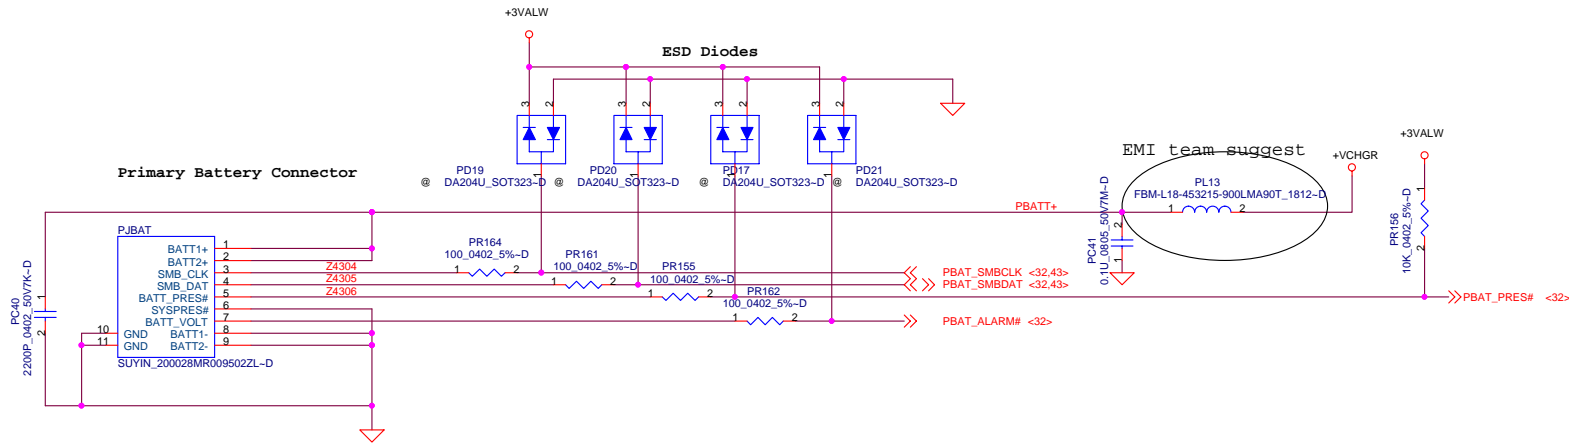 +3VALW
ESD Diodes
3 2 3 2 3 2 3 2
PD19 PD20 PD17 PD21
@ DA204U_SOT323~D @ DA204U_SOT323~D @ DA204U_SOT323~D @ DA204U_SOT323~D
1 1 1 1
Primary Battery Connector
EMI team suggest
+3VALW
+VCHGR
PL13
FBM-L18-453215-900LMA90T_1812~D
1 2
PBATT+
PC41
0.1U_0805_50V7M~D
2
1
PR156
10K_0402_5%~D
1
2
PJBAT
BATT1+ 1
BATT2+ 2
SMB_CLK 3 Z4304
SMB_DAT 4 Z4305
BATT_PRES# 5 Z4306
SYSPRES# 6
BATT_VOLT 7
10 GND BATT1- 8
11 GND BATT2- 9
SUYIN_200028MR009502ZL~D
PC40
2200P_0402_50V7K~D
1
2
PR164
100_0402_5%~D
1 2
PR161
100_0402_5%~D
1 2
PR155
100_0402_5%~D
1 2
PR162
100_0402_5%~D
1 2
PBAT_SMBCLK <32,43>
PBAT_SMBDAT <32,43>
PBAT_PRES# <32>
PBAT_ALARM# <32>